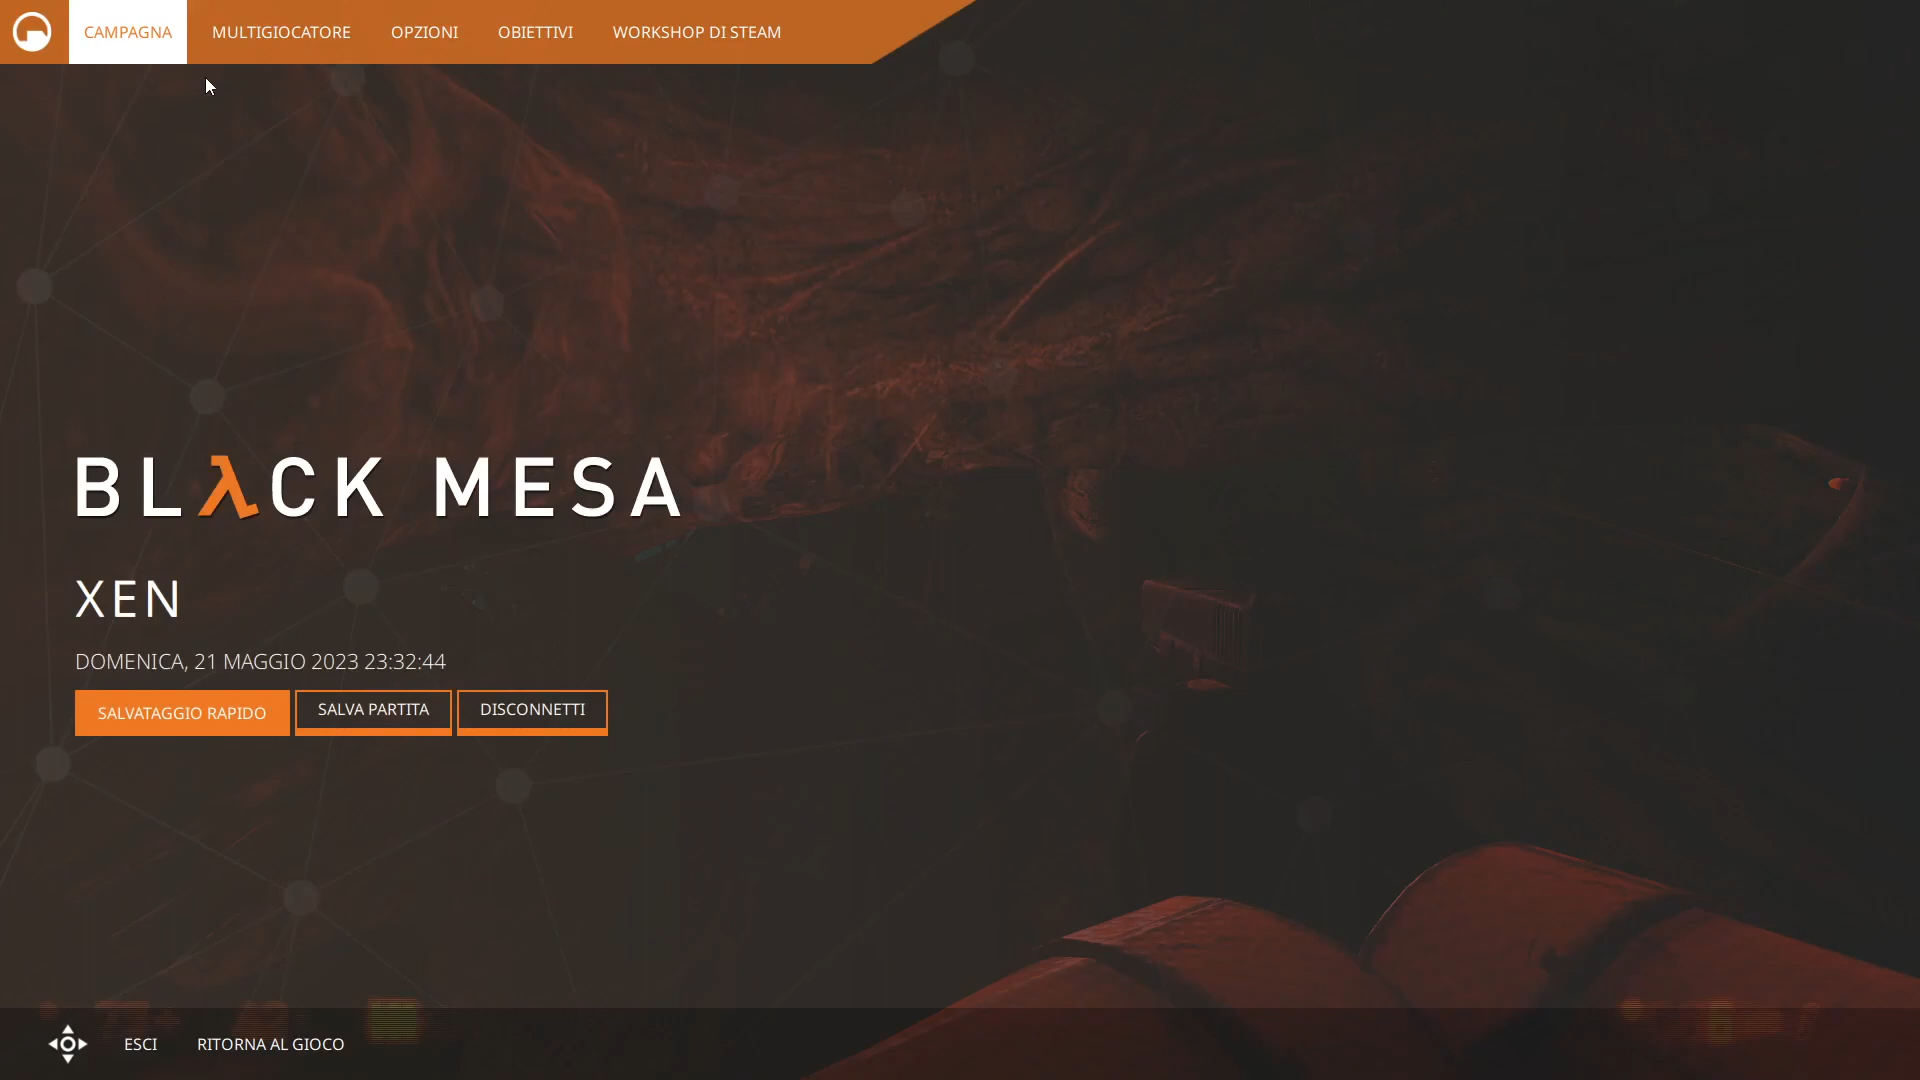 CAMPAGNA MULTIGIOCATORE OPZIONI OBIETTIVI WORKSHOP DI STEAM
BLλCK MESA
XEN
DOMENICA, 21 MAGGIO 2023 23:32:44
SALVATAGGIO RAPIDO SALVA PARTITA DISCONNETTI
ESCI RITORNA AL GIOCO